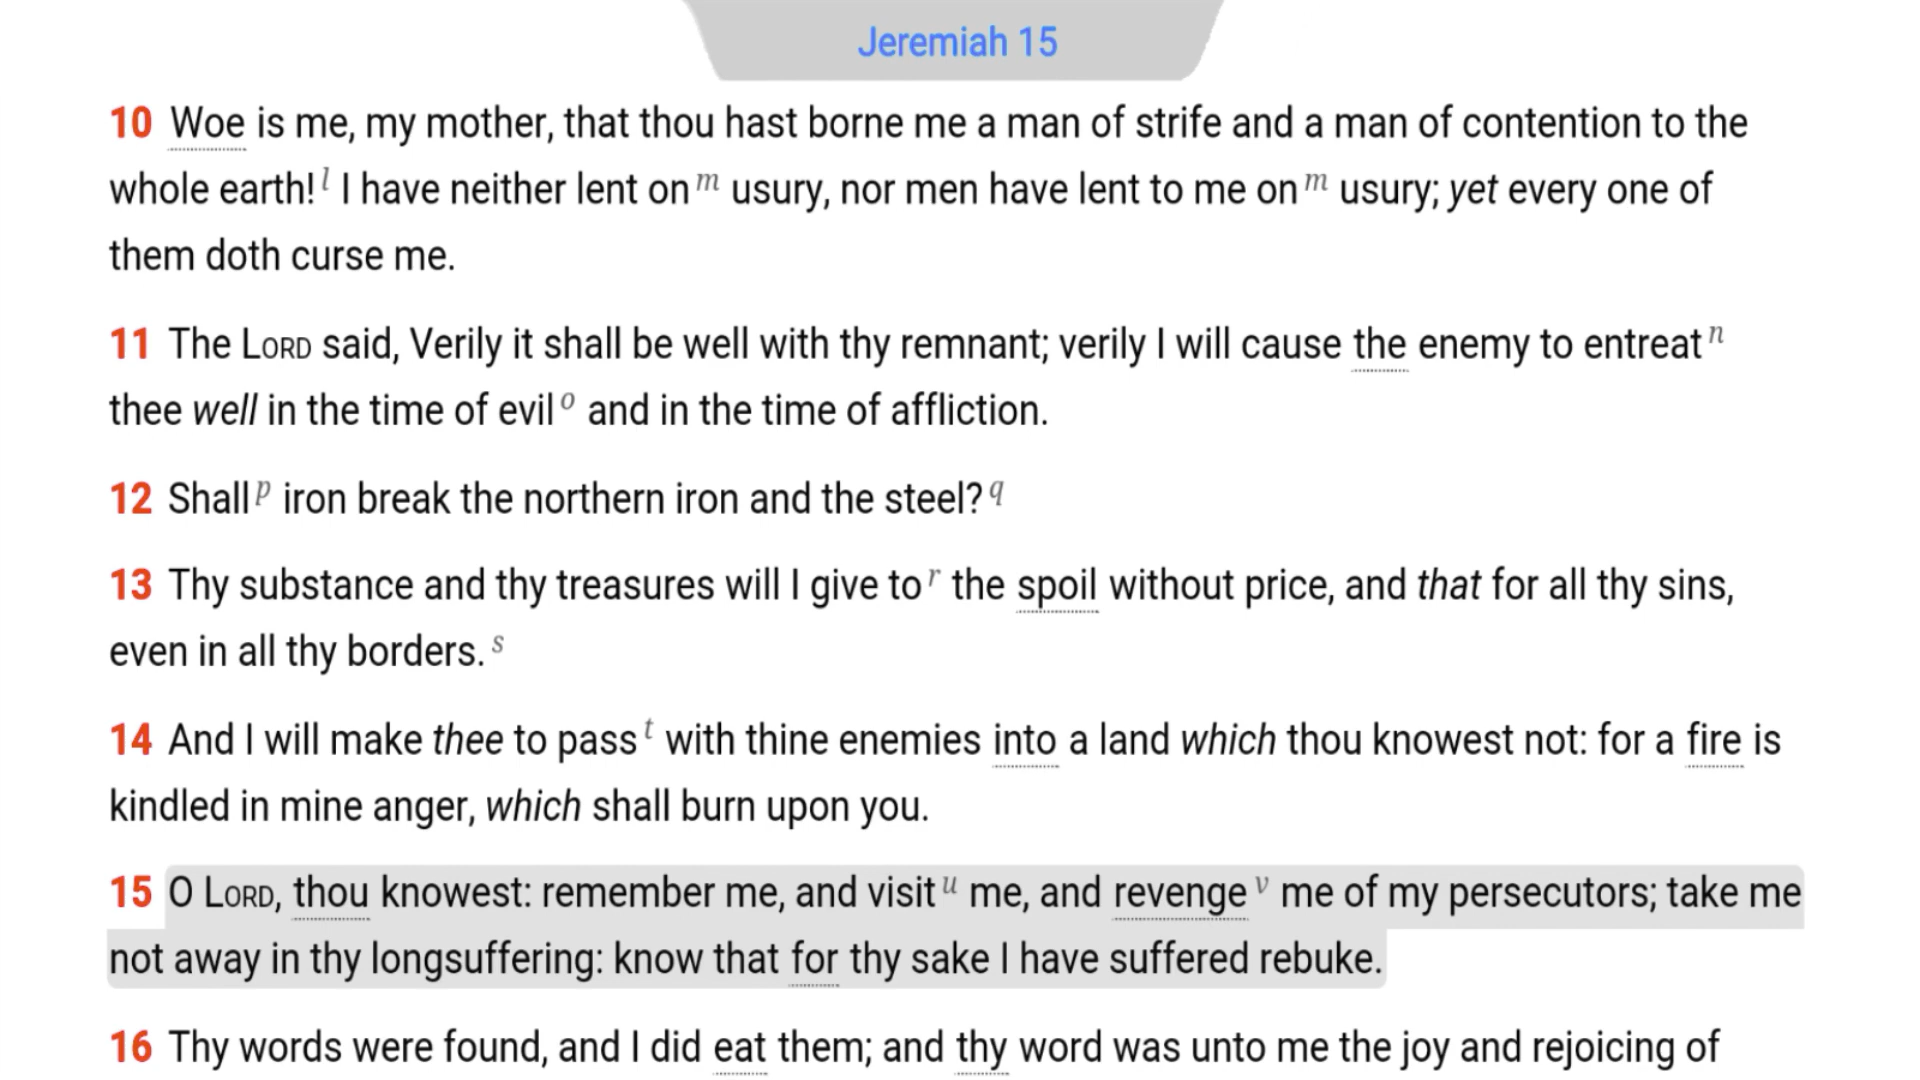 Jeremiah 15
10 Woe is me, my mother, that thou hast borne me a man of strife and a man of contention to the
whole earth! l I have neither lent on m usury, nor men have lent to me on m usury; yet every one of
them doth curse me.
11 The LORD said, Verily it shall be well with thy remnant; verily I will cause the enemy to entreat n
thee well in the time of evil o and in the time of affliction.
12 Shall p iron break the northern iron and the steel? q
13 Thy substance and thy treasures will I give to r the spoil without price, and that for all thy sins,
even in all thy borders. s
14 And I will make thee to pass t with thine enemies into a land which thou knowest not: for a fire is
kindled in mine anger, which shall burn upon you.
15 O LORD, thou knowest: remember me, and visit u me, and revenge v me of my persecutors; take me
not away in thy longsuffering: know that for thy sake I have suffered rebuke.
16 Thy words were found, and I did eat them; and thy word was unto me the joy and rejoicing of